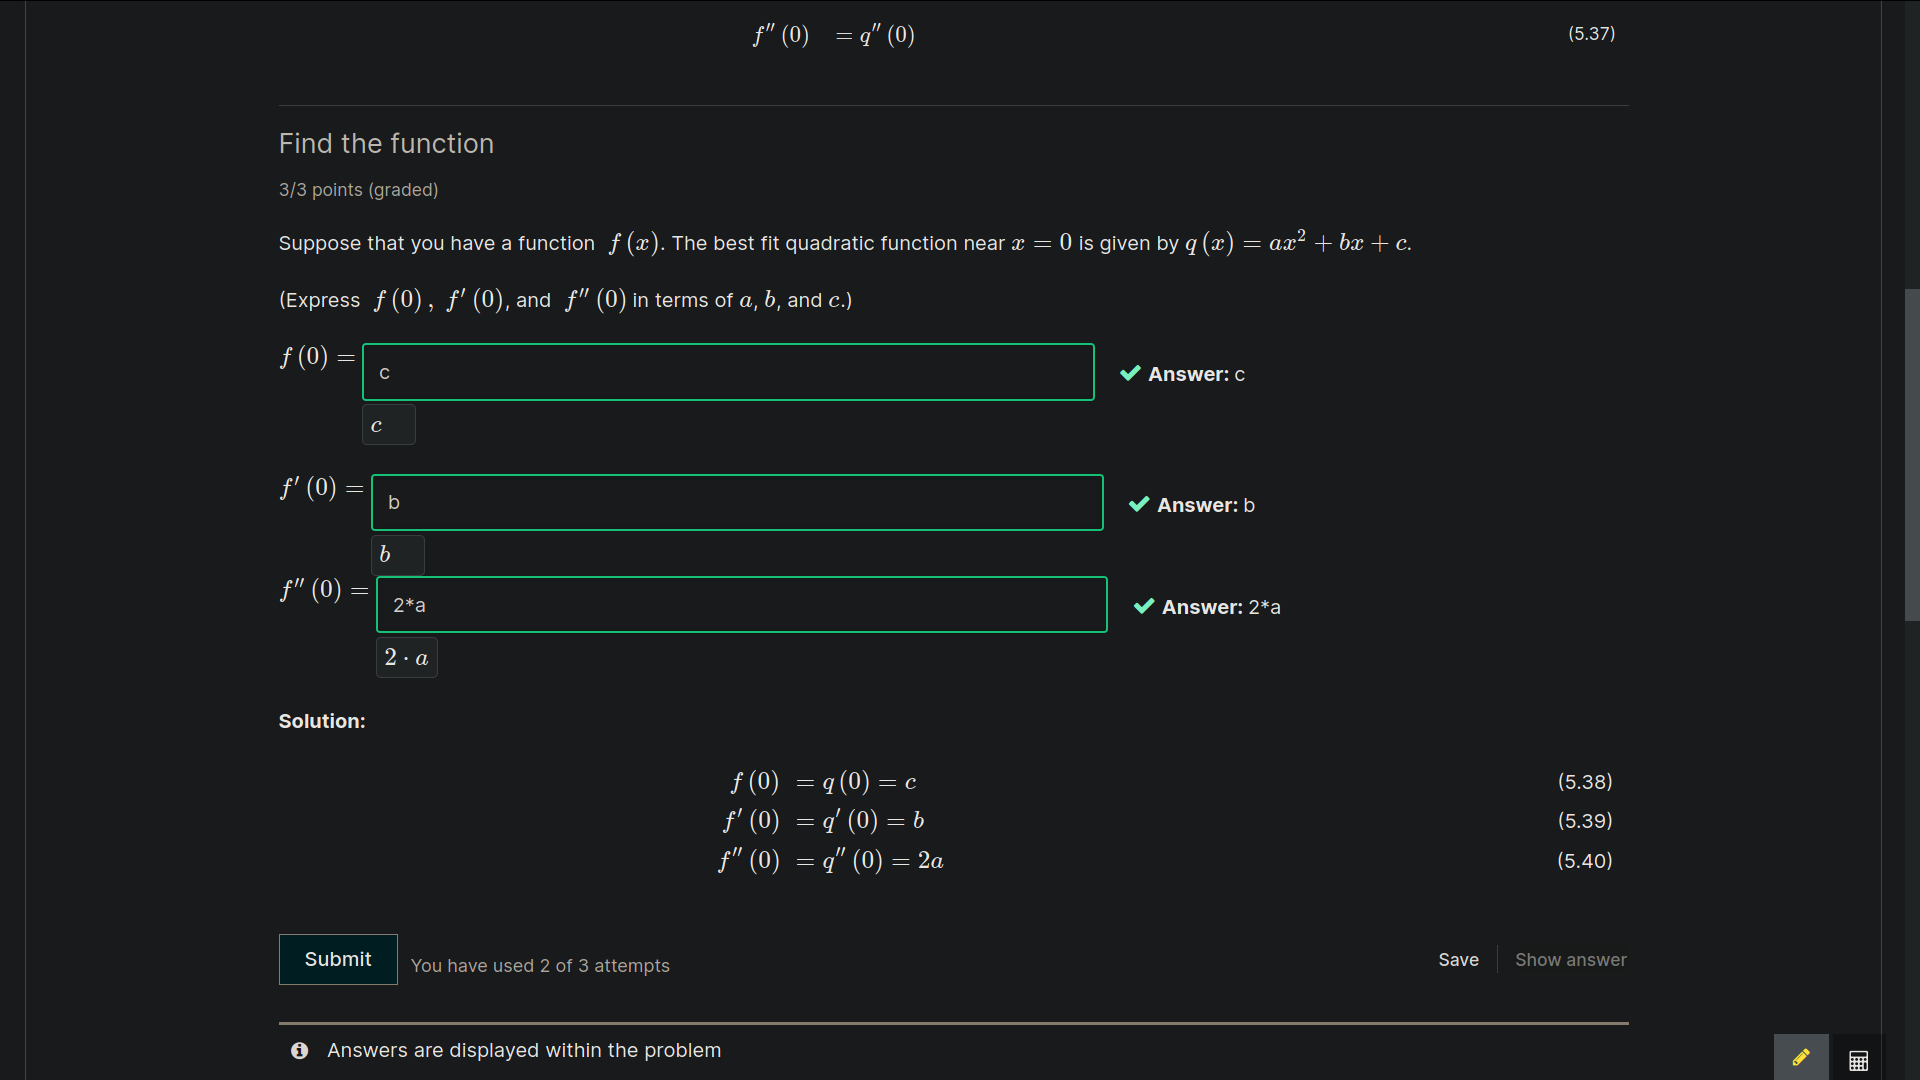 f″(0) = q″(0) (5.37)
Find the function
3/3 points (graded)
Suppose that you have a function f(x). The best fit quadratic function near x = 0 is given by q(x) = ax² + bx + c.
(Express f(0), f′(0), and f″(0) in terms of a, b, and c.)
f(0) = c ✔ Answer: c
c
f′(0) = b ✔ Answer: b
b
f″(0) = 2*a ✔ Answer: 2*a
2 · a
Solution:
f(0) = q(0) = c (5.38)
f′(0) = q′(0) = b (5.39)
f″(0) = q″(0) = 2a (5.40)
Submit You have used 2 of 3 attempts Save Show answer
Answers are displayed within the problem